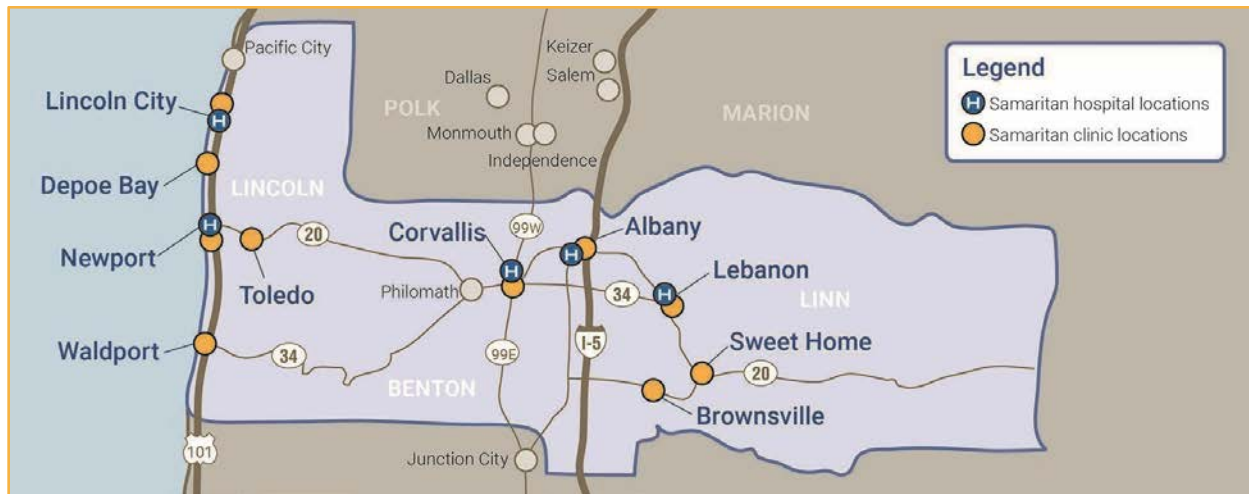 Pacific City
Keizer
Salem
Dallas
Lincoln City
H
POLK
MARION
Monmouth
Independence
Legend
H Samaritan hospital locations
Samaritan clinic locations
Depoe Bay
LINCOLN
Newport
H
20
Toledo
99W
Corvallis
H
Albany
H
Philomath
34
Lebanon
H
LINN
Waldport
34
99E
I-5
Sweet Home
20
BENTON
Brownsville
101
Junction City